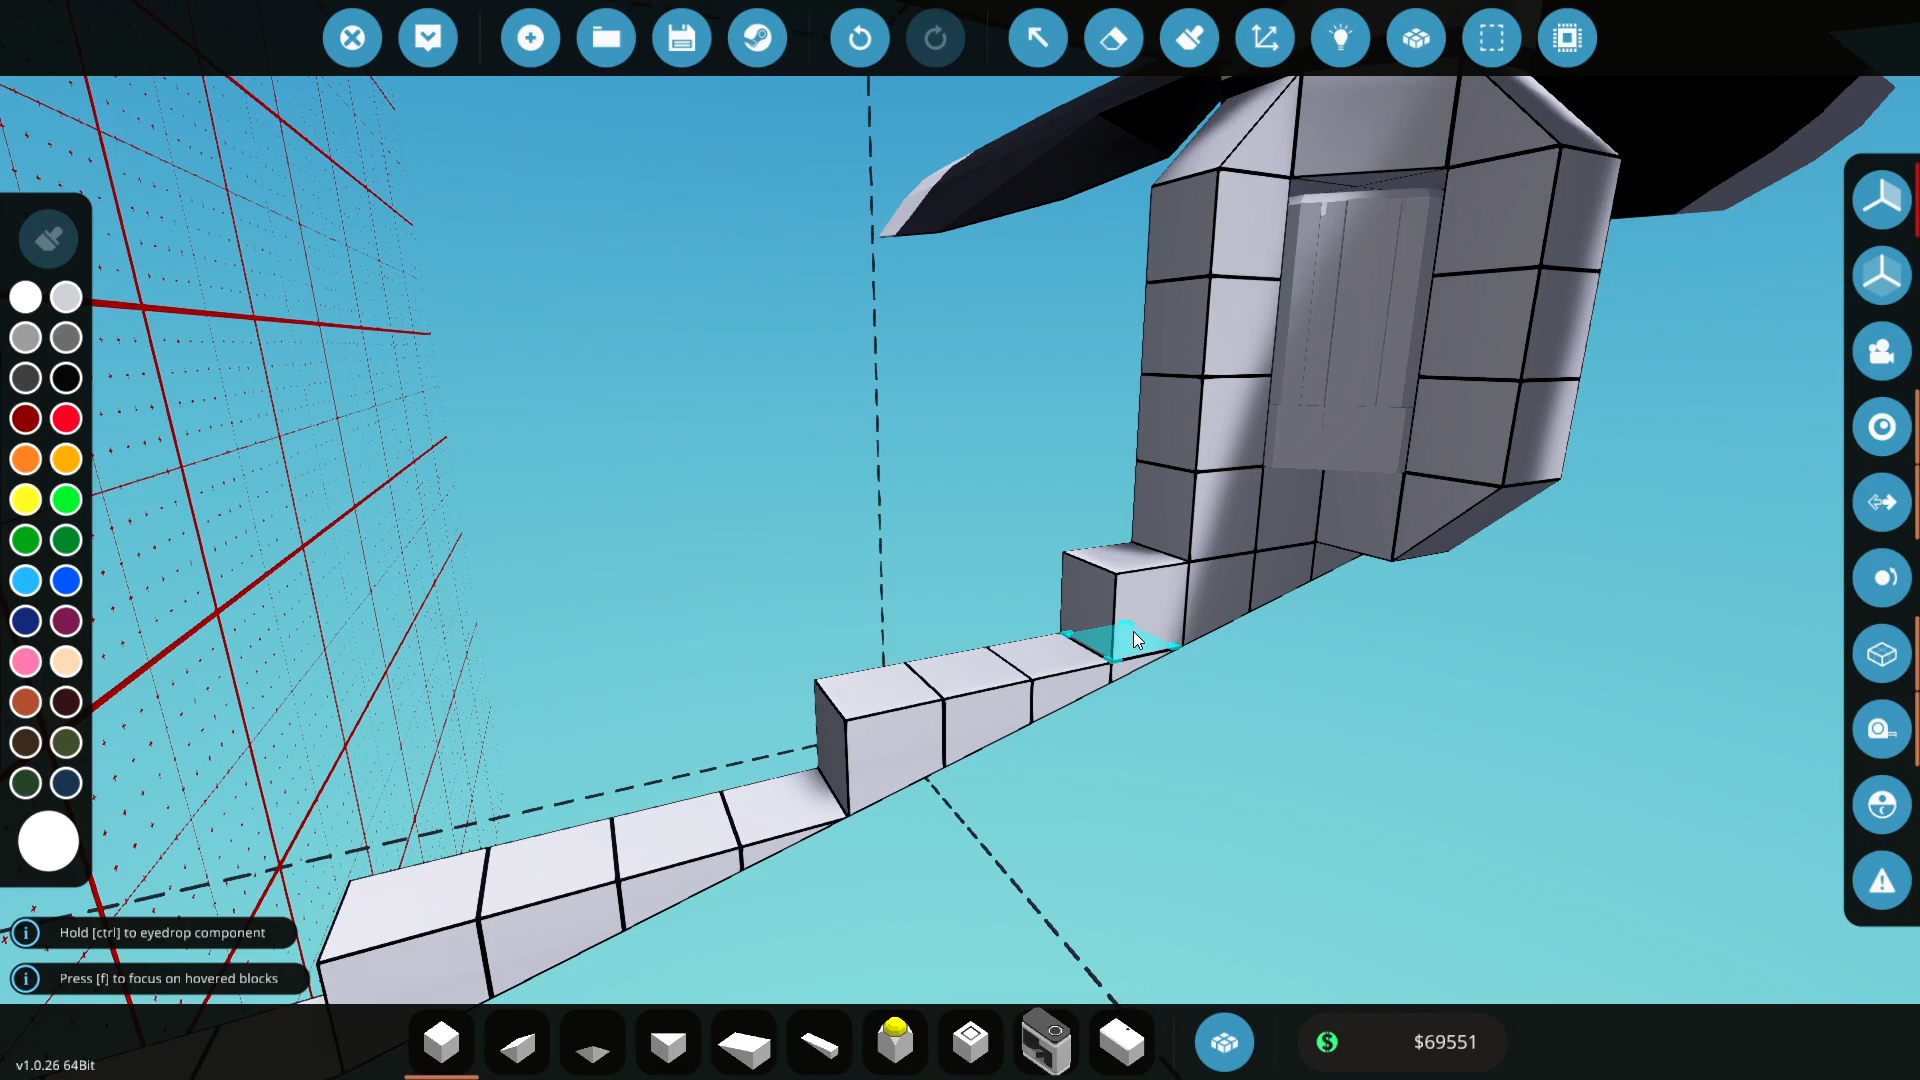 Hold [ctrl] to eyedrop component
Press [f] to focus on hovered blocks
$69551
v1.0.26 64Bit